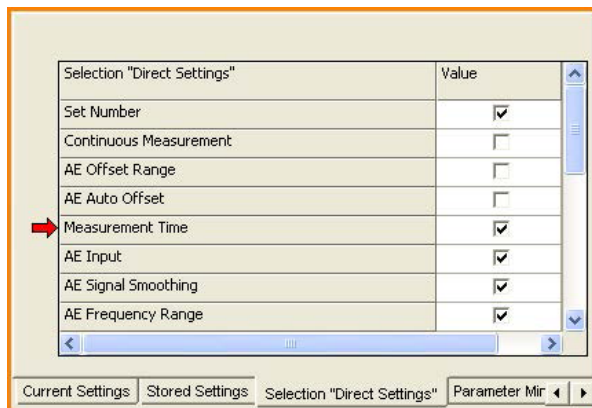 Selection "Direct Settings" Value
Set Number
Continuous Measurement
AE Offset Range
AE Auto Offset
Measurement Time
AE Input
AE Signal Smoothing
AE Frequency Range
Current Settings Stored Settings Selection "Direct Settings" Parameter Mir